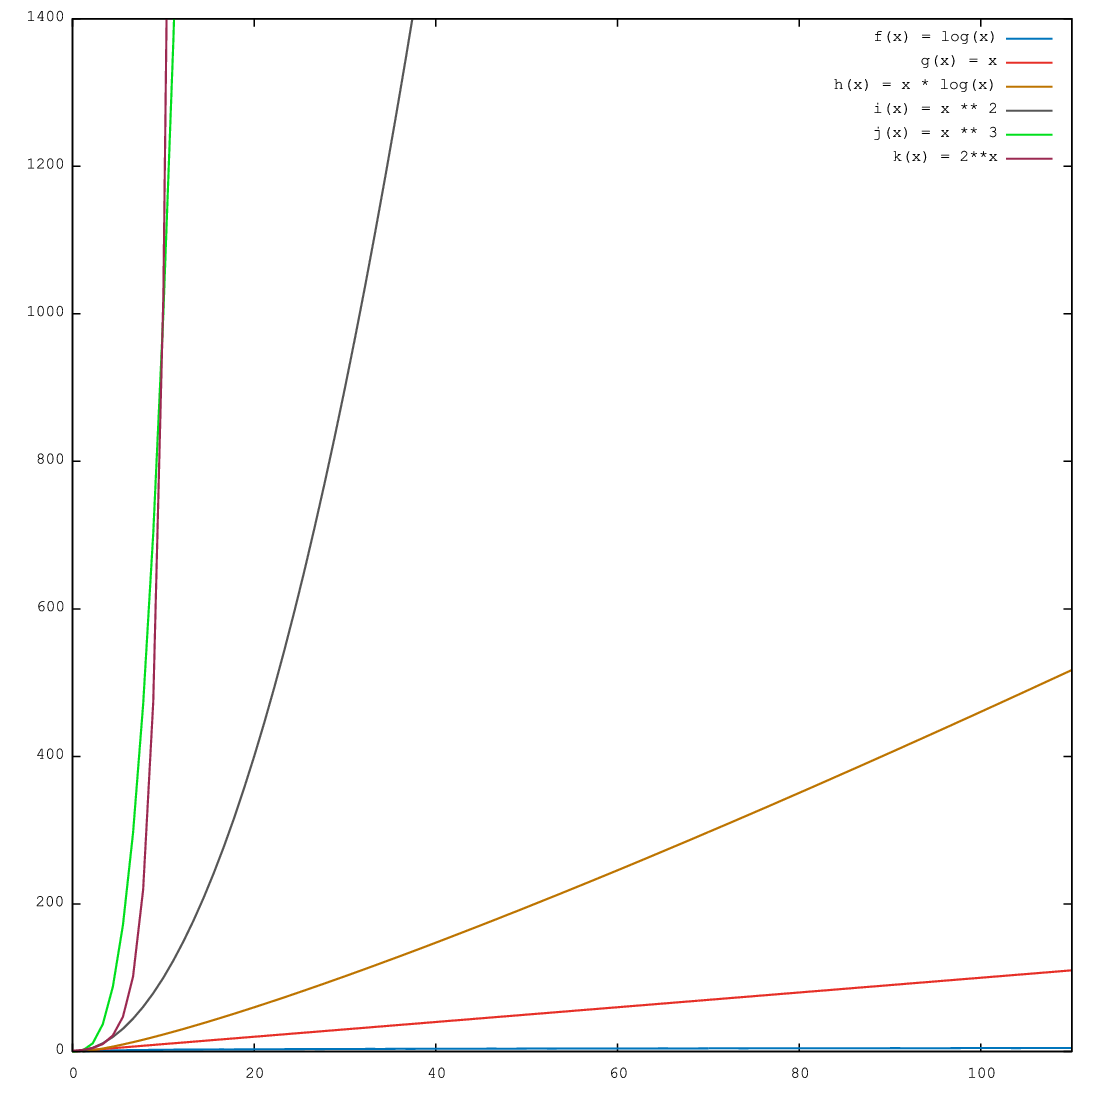 1400
1200
1000
800
600
400
200
0
f(x) = log(x)
g(x) = x
h(x) = x * log(x)
i(x) = x ** 2
j(x) = x ** 3
k(x) = 2**x
0 20 40 60 80 100